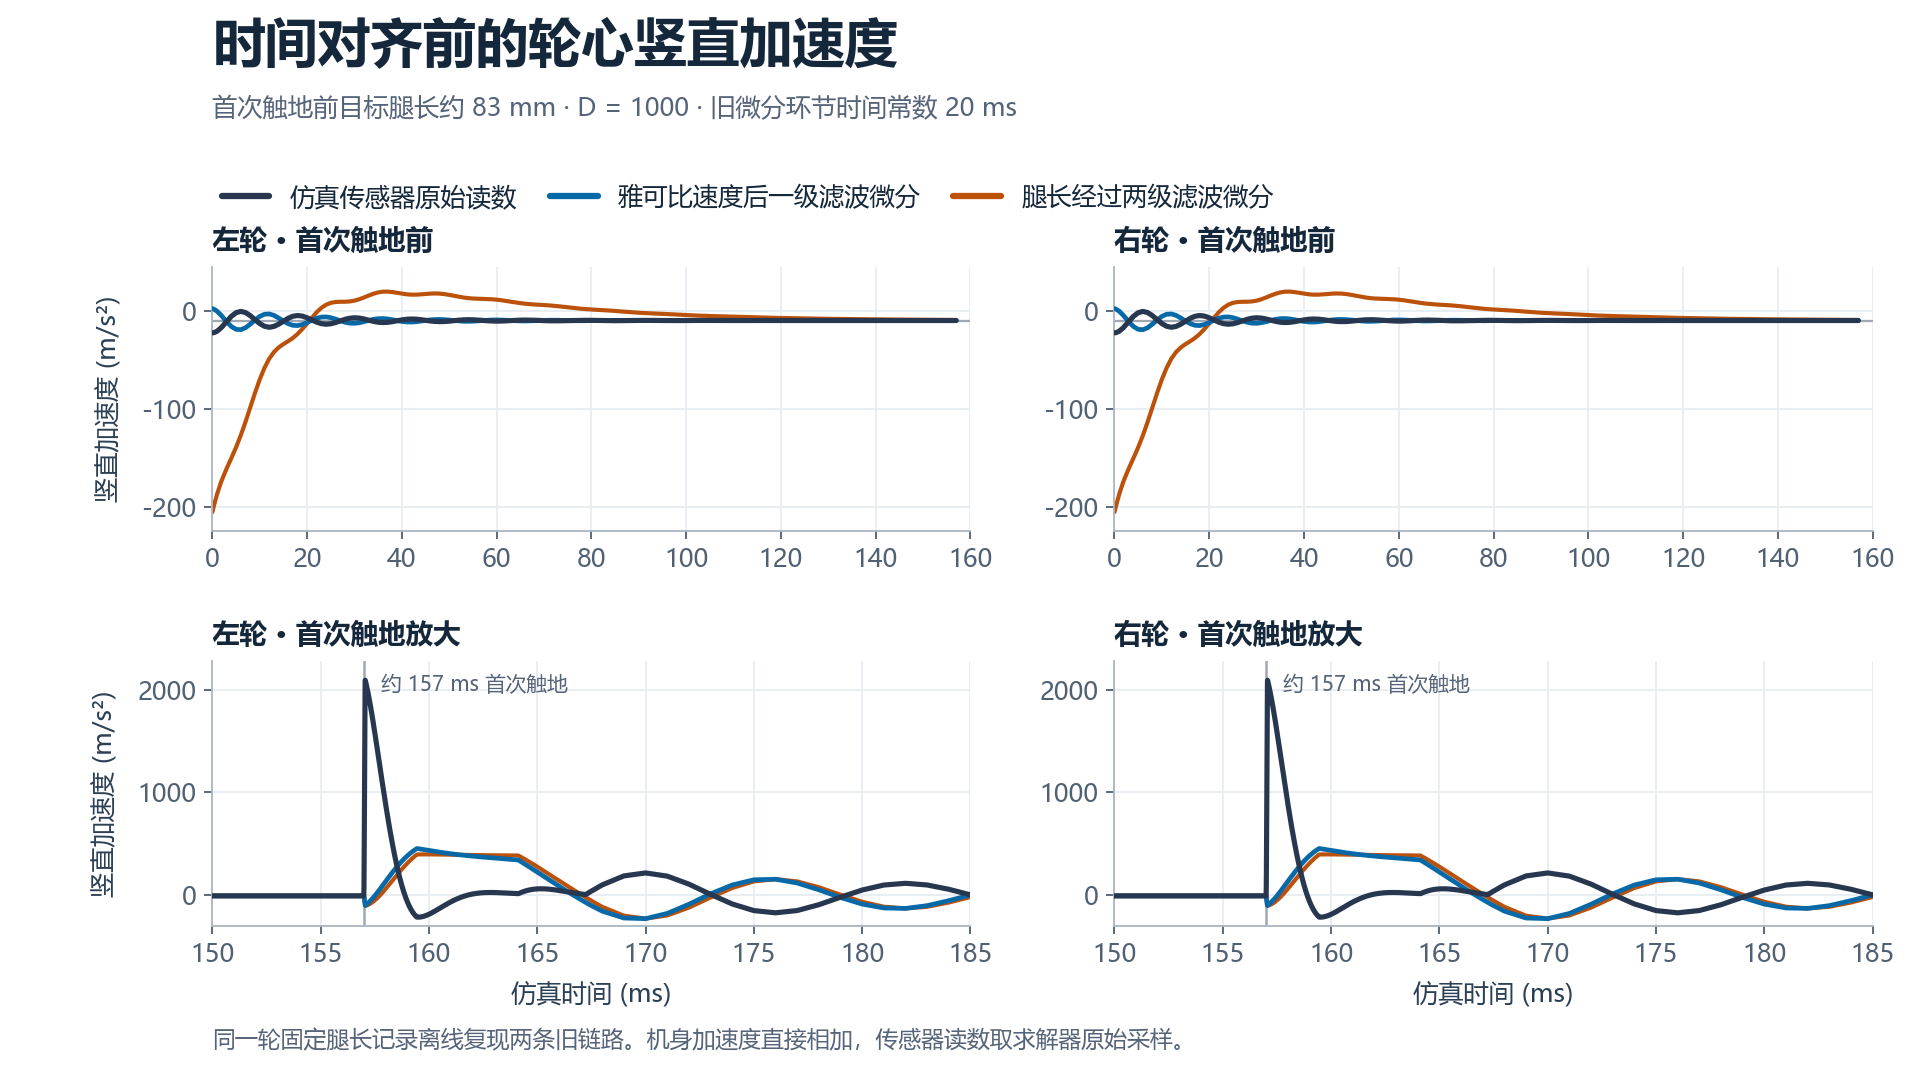 时间对齐前的轮心竖直加速度
首次触地前目标腿长约 83 mm · D = 1000 · 旧微分环节时间常数 20 ms
仿真传感器原始读数
雅可比速度后一级滤波微分
腿长经过两级滤波微分
左轮 · 首次触地前
竖直加速度 (m/s²)
0
-100
-200
0 20 40 60 80 100 120 140 160
右轮 · 首次触地前
0
-100
-200
0 20 40 60 80 100 120 140 160
左轮 · 首次触地放大
竖直加速度 (m/s²)
约 157 ms 首次触地
2000
1000
0
150 155 160 165 170 175 180 185
仿真时间 (ms)
右轮 · 首次触地放大
约 157 ms 首次触地
2000
1000
0
150 155 160 165 170 175 180 185
仿真时间 (ms)
同一轮固定腿长记录离线复现两条旧链路。机身加速度直接相加，传感器读数取求解器原始采样。